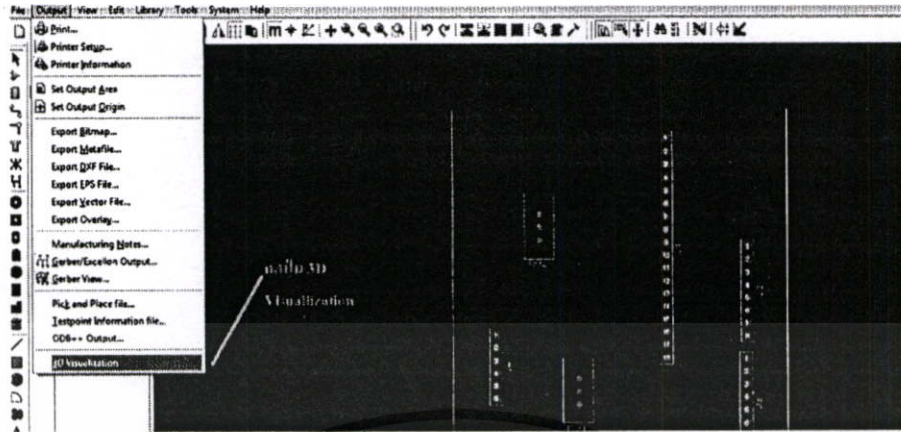 File Output View Edit Library Tools System Help
Print...
Printer Setup...
Printer Information
Set Output Area
Set Output Origin
Export Bitmap...
Export Metafile...
Export DXF File...
Export EPS File...
Export Vector File...
Export Overlay...
Manufacturing Notes...
Gerber/Excellon Output...
Gerber View...
Pick and Place file...
Testpoint Information file...
ODB++ Output...
3D Visualization
3D
Visualization